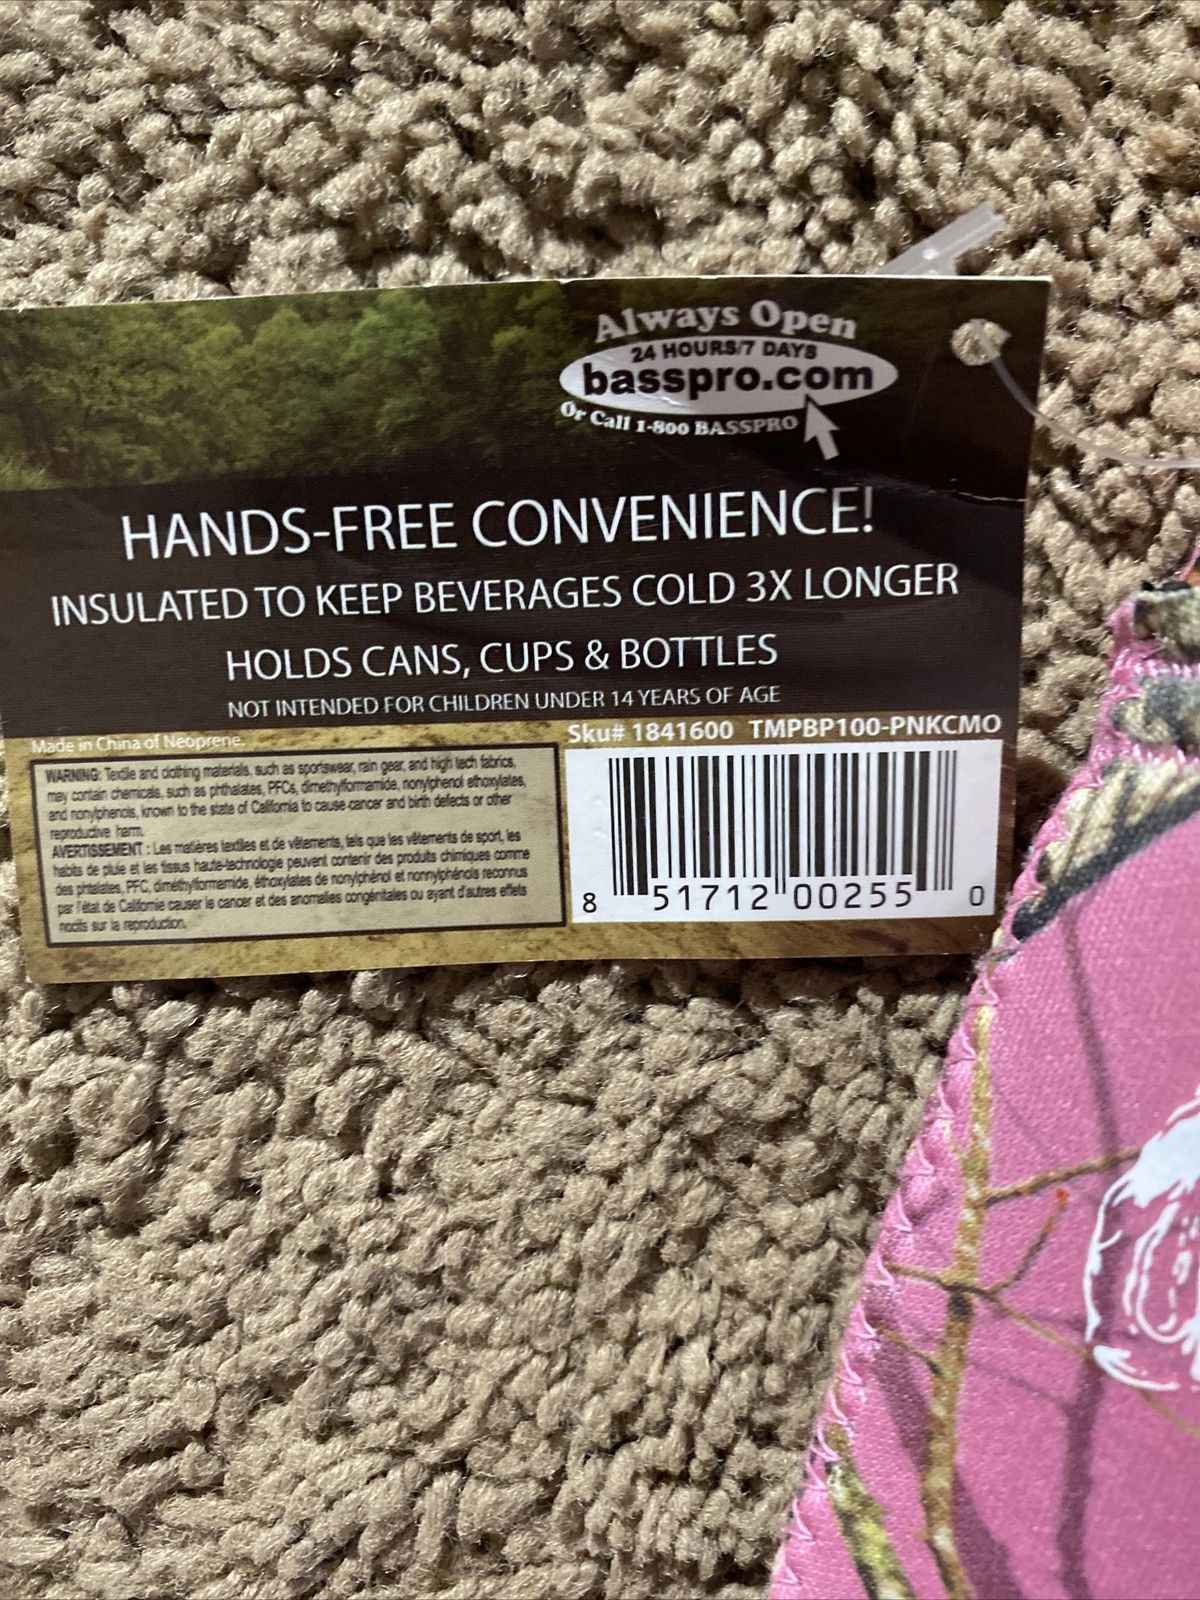 Always Open
24 HOURS/7 DAYS
basspro.com
Or Call 1-800 BASSPRO
HANDS-FREE CONVENIENCE!
INSULATED TO KEEP BEVERAGES COLD 3X LONGER
HOLDS CANS, CUPS & BOTTLES
NOT INTENDED FOR CHILDREN UNDER 14 YEARS OF AGE
Made in China of Neoprene.
WARNING: Textile and clothing materials, such as sportswear, rain gear, and high tech fabrics,
may contain chemicals, such as phthalates, PFCs, dimethylformamide, nonylphenol ethoxylates,
and nonylphenols, known to the state of California to cause cancer and birth defects or other
reproductive harm.
AVERTISSEMENT : Les matières textiles et de vêtements, tels que les vêtements de sport, les
habits de pluie et les tissus haute-technologie peuvent contenir des produits chimiques comme
des phtalates, PFC, diméthylformamide, éthoxylates de nonylphénol et nonnylphénols reconnus
par l'état de Californie causer le cancer et des anomalies congénitales ou ayant d'autres effets
nocifs sur la reproduction.
Sku# 1841600 TMPBP100-PNKCMO
8 51712 00255 0